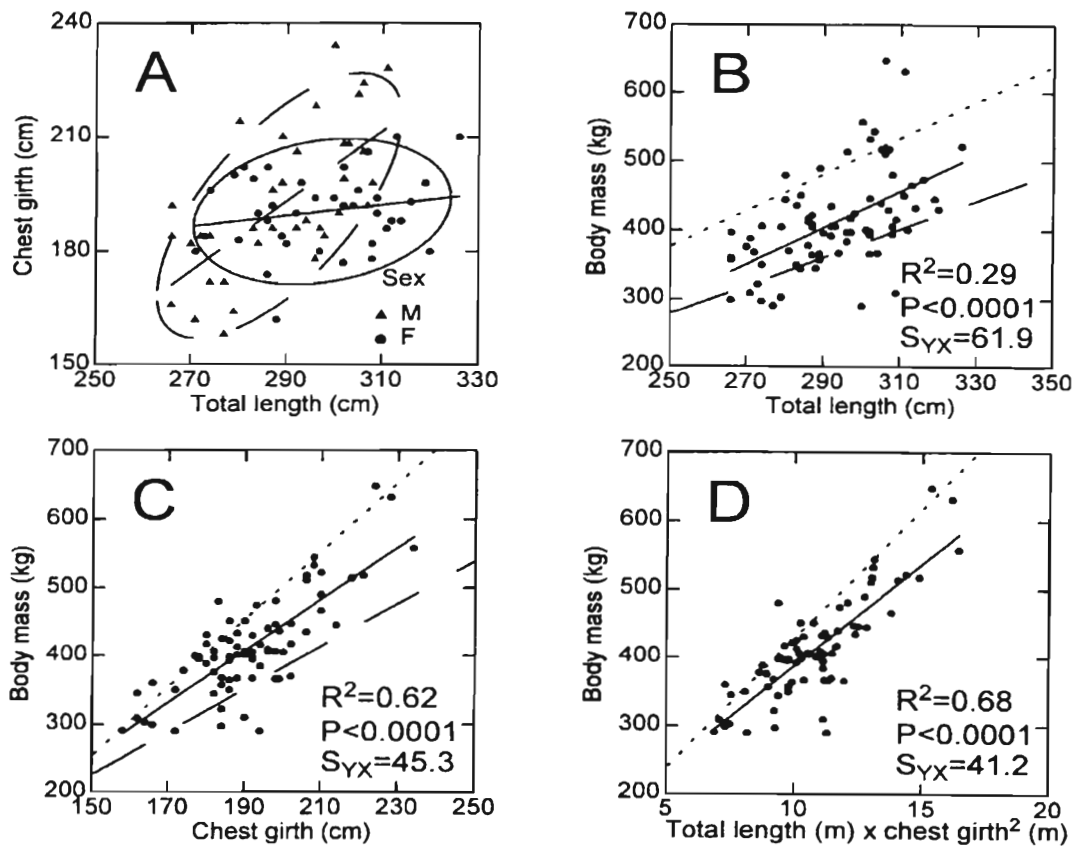 A
Chest girth (cm)
240
210
180
150
Sex
M
F
250 270 290 310 330
Total length (cm)
B
Body mass (kg)
700
600
500
400
300
200
R²=0.29
P<0.0001
S_YX=61.9
250 270 290 310 330 350
Total length (cm)
C
Body mass (kg)
700
600
500
400
300
200
R²=0.62
P<0.0001
S_YX=45.3
150 170 190 210 230 250
Chest girth (cm)
D
Body mass (kg)
700
600
500
400
300
200
R²=0.68
P<0.0001
S_YX=41.2
5 10 15 20
Total length (m) x chest girth² (m)